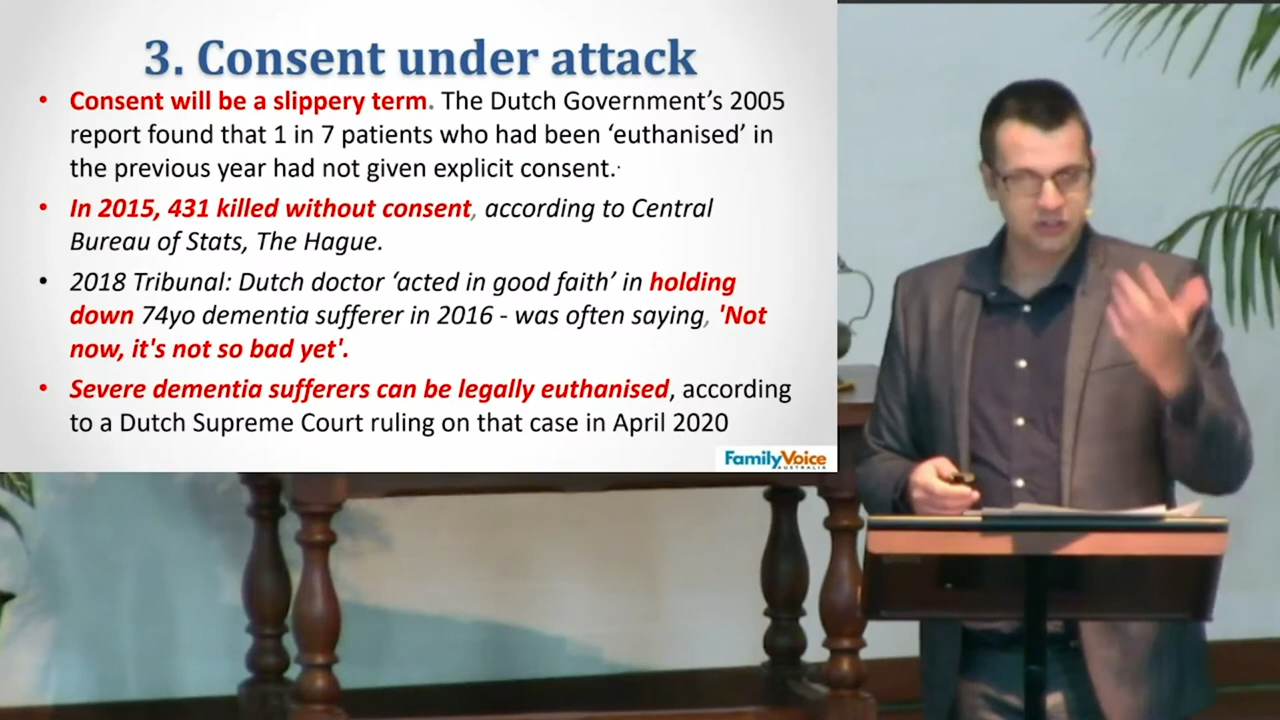 3. Consent under attack
• Consent will be a slippery term. The Dutch Government's 2005
report found that 1 in 7 patients who had been 'euthanised' in
the previous year had not given explicit consent.
• In 2015, 431 killed without consent, according to Central
Bureau of Stats, The Hague.
• 2018 Tribunal: Dutch doctor 'acted in good faith' in holding
down 74yo dementia sufferer in 2016 - was often saying, 'Not
now, it's not so bad yet'.
• Severe dementia sufferers can be legally euthanised, according
to a Dutch Supreme Court ruling on that case in April 2020
FamilyVoice
AUSTRALIA